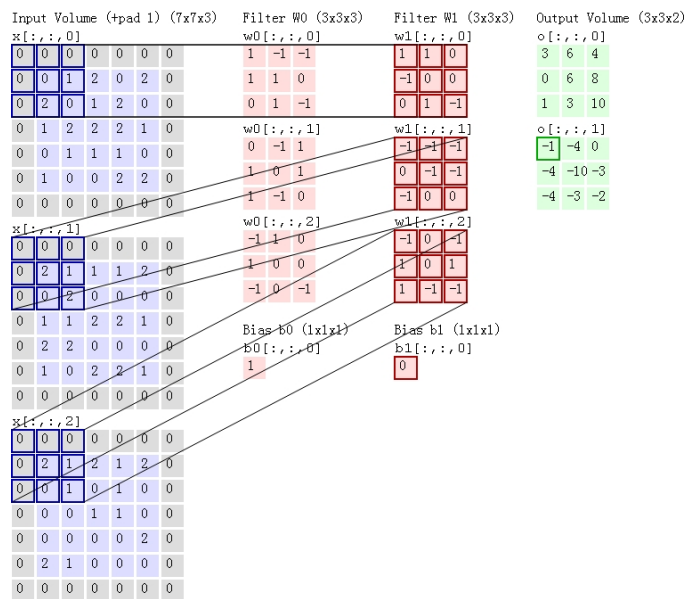 Input Volume (+pad 1) (7x7x3)
x[:,:,0]
0 0 0 0 0 0 0
0 0 1 2 0 2 0
0 2 0 1 2 0 0
0 1 2 2 2 1 0
0 0 1 1 1 0 0
0 1 0 0 2 2 0
0 0 0 0 0 0 0
x[:,:,1]
0 0 0 0 0 0 0
0 2 1 1 1 2 0
0 0 2 0 0 0 0
0 1 1 2 2 1 0
0 2 2 0 0 0 0
0 1 0 2 2 1 0
0 0 0 0 0 0 0
x[:,:,2]
0 0 0 0 0 0 0
0 2 1 2 1 2 0
0 0 1 0 1 0 0
0 0 0 1 1 0 0
0 0 0 0 0 2 0
0 2 1 0 0 0 0
0 0 0 0 0 0 0
Filter W0 (3x3x3)
w0[:,:,0]
1 -1 -1
1 1 0
0 1 -1
w0[:,:,1]
0 -1 1
1 0 1
1 -1 0
w0[:,:,2]
-1 1 0
1 0 0
-1 0 -1
Bias b0 (1x1x1)
b0[:,:,0]
1
Filter W1 (3x3x3)
w1[:,:,0]
1 1 0
-1 0 0
0 1 -1
w1[:,:,1]
-1 -1 -1
0 -1 -1
-1 0 0
w1[:,:,2]
-1 0 -1
1 0 1
1 -1 -1
Bias b1 (1x1x1)
b1[:,:,0]
0
Output Volume (3x3x2)
o[:,:,0]
3 6 4
0 6 8
1 3 10
o[:,:,1]
-1 -4 0
-4 -10 -3
-4 -3 -2